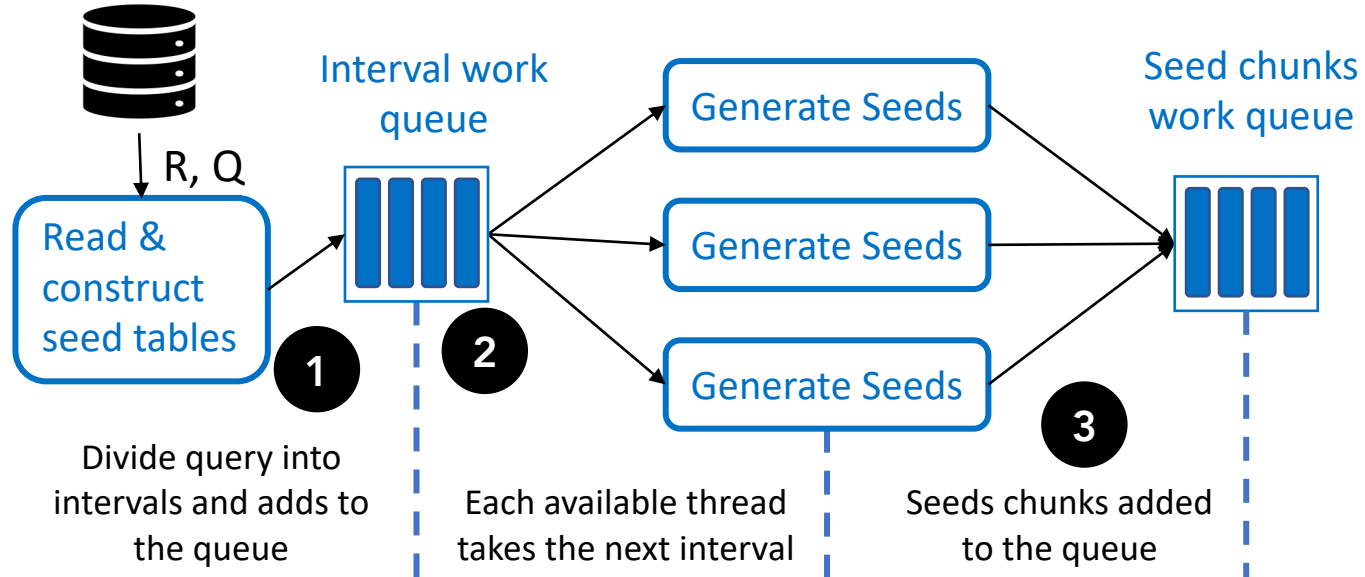 R, Q
Read &
construct
seed tables
1
Divide query into
intervals and adds to
the queue
Interval work
queue
2
Generate Seeds
Generate Seeds
Generate Seeds
Each available thread
takes the next interval
3
Seeds chunks added
to the queue
Seed chunks
work queue